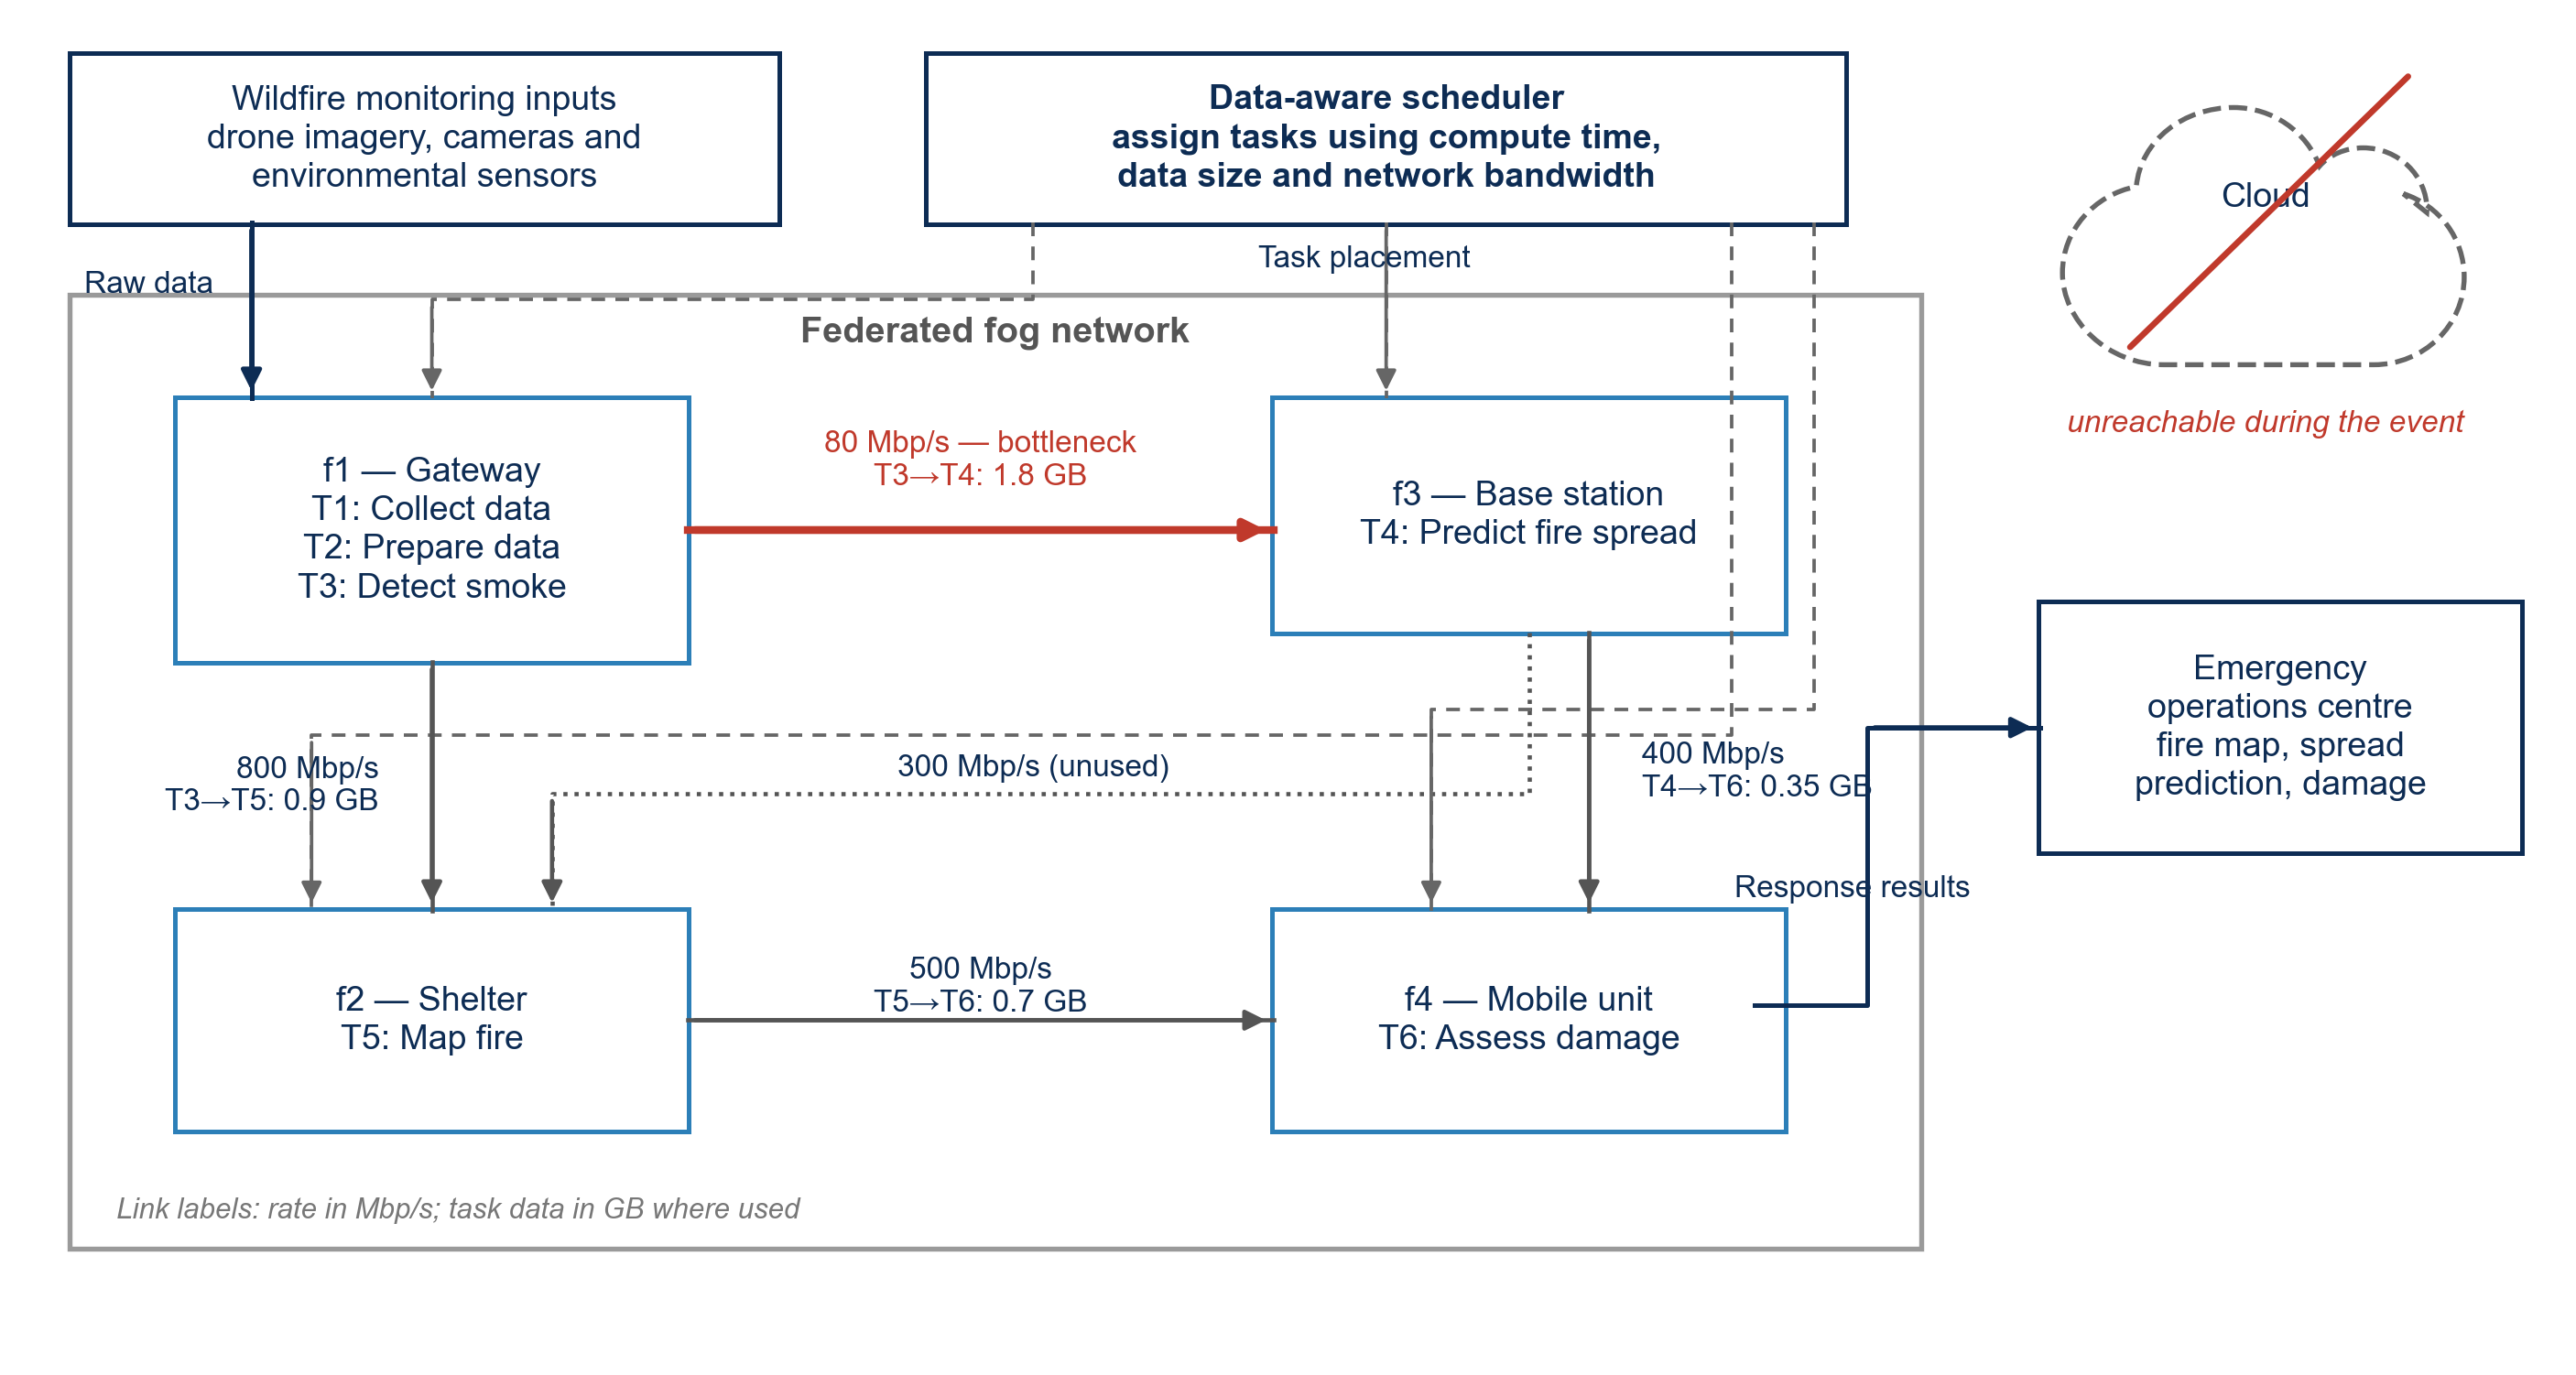 Wildfire monitoring inputs
drone imagery, cameras and
environmental sensors
Data-aware scheduler
assign tasks using compute time,
data size and network bandwidth
Cloud
unreachable during the event
Raw data
Task placement
Federated fog network
f1 — Gateway
T1: Collect data
T2: Prepare data
T3: Detect smoke
80 Mbp/s — bottleneck
T3→T4: 1.8 GB
f3 — Base station
T4: Predict fire spread
Emergency
operations centre
fire map, spread
prediction, damage
800 Mbp/s
T3→T5: 0.9 GB
300 Mbp/s (unused)
400 Mbp/s
T4→T6: 0.35 GB
Response results
f2 — Shelter
T5: Map fire
500 Mbp/s
T5→T6: 0.7 GB
f4 — Mobile unit
T6: Assess damage
Link labels: rate in Mbp/s; task data in GB where used